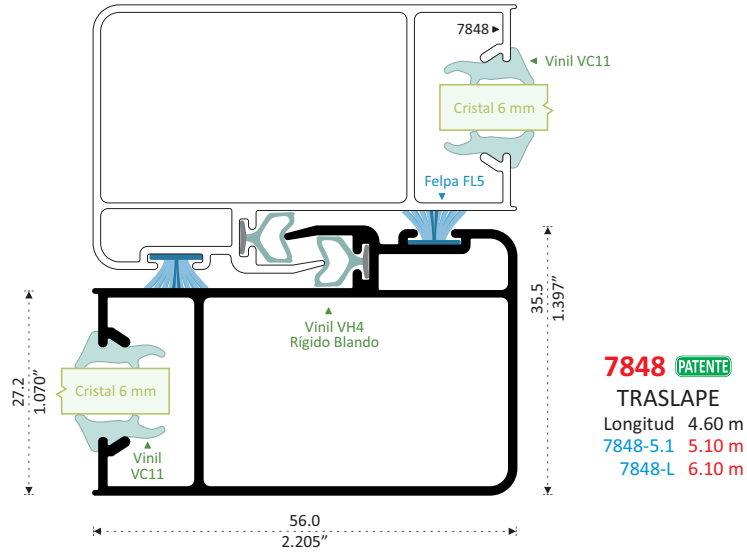 7848
Vinil VC11
Cristal 6 mm
Felpa FL5
35.5
1.397”
Vinil VH4
Rígido Blando
27.2
1.070”
Cristal 6 mm
Vinil
VC11
56.0
2.205”
7848 PATENTE
TRASLAPE
Longitud 4.60 m
7848-5.1 5.10 m
7848-L 6.10 m